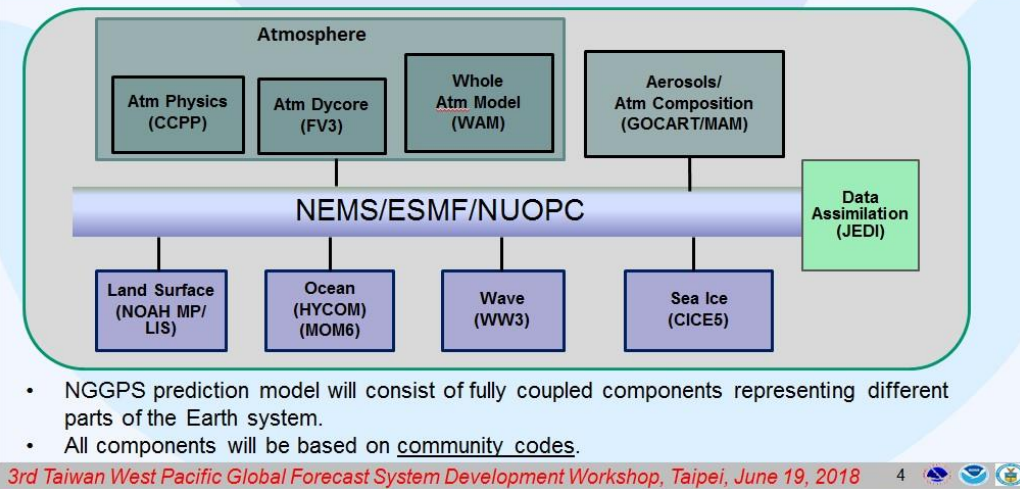 Atmosphere
Atm Physics
(CCPP)
Atm Dycore
(FV3)
Whole
Atm Model
(WAM)
Aerosols/
Atm Composition
(GOCART/MAM)
NEMS/ESMF/NUOPC
Data
Assimilation
(JEDI)
Land Surface
(NOAH MP/
LIS)
Ocean
(HYCOM)
(MOM6)
Wave
(WW3)
Sea Ice
(CICE5)
• NGGPS prediction model will consist of fully coupled components representing different
parts of the Earth system.
• All components will be based on community codes.
3rd Taiwan West Pacific Global Forecast System Development Workshop, Taipei, June 19, 2018 4